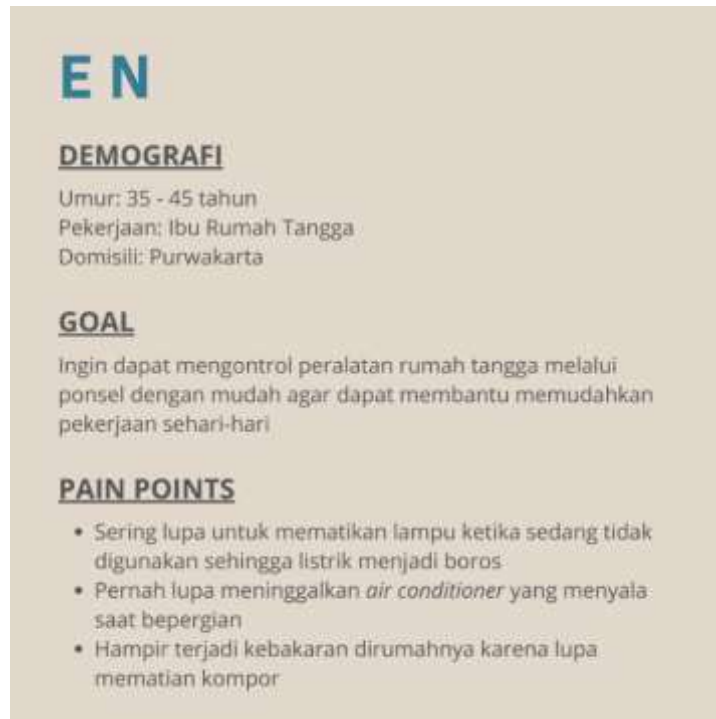 E N
DEMOGRAFI
Umur: 35 - 45 tahun
Pekerjaan: Ibu Rumah Tangga
Domisili: Purwakarta
GOAL
Ingin dapat mengontrol peralatan rumah tangga melalui
ponsel dengan mudah agar dapat membantu memudahkan
pekerjaan sehari-hari
PAIN POINTS
• Sering lupa untuk mematikan lampu ketika sedang tidak
digunakan sehingga listrik menjadi boros
• Pernah lupa meninggalkan air conditioner yang menyala
saat bepergian
• Hampir terjadi kebakaran dirumahnya karena lupa
mematian kompor